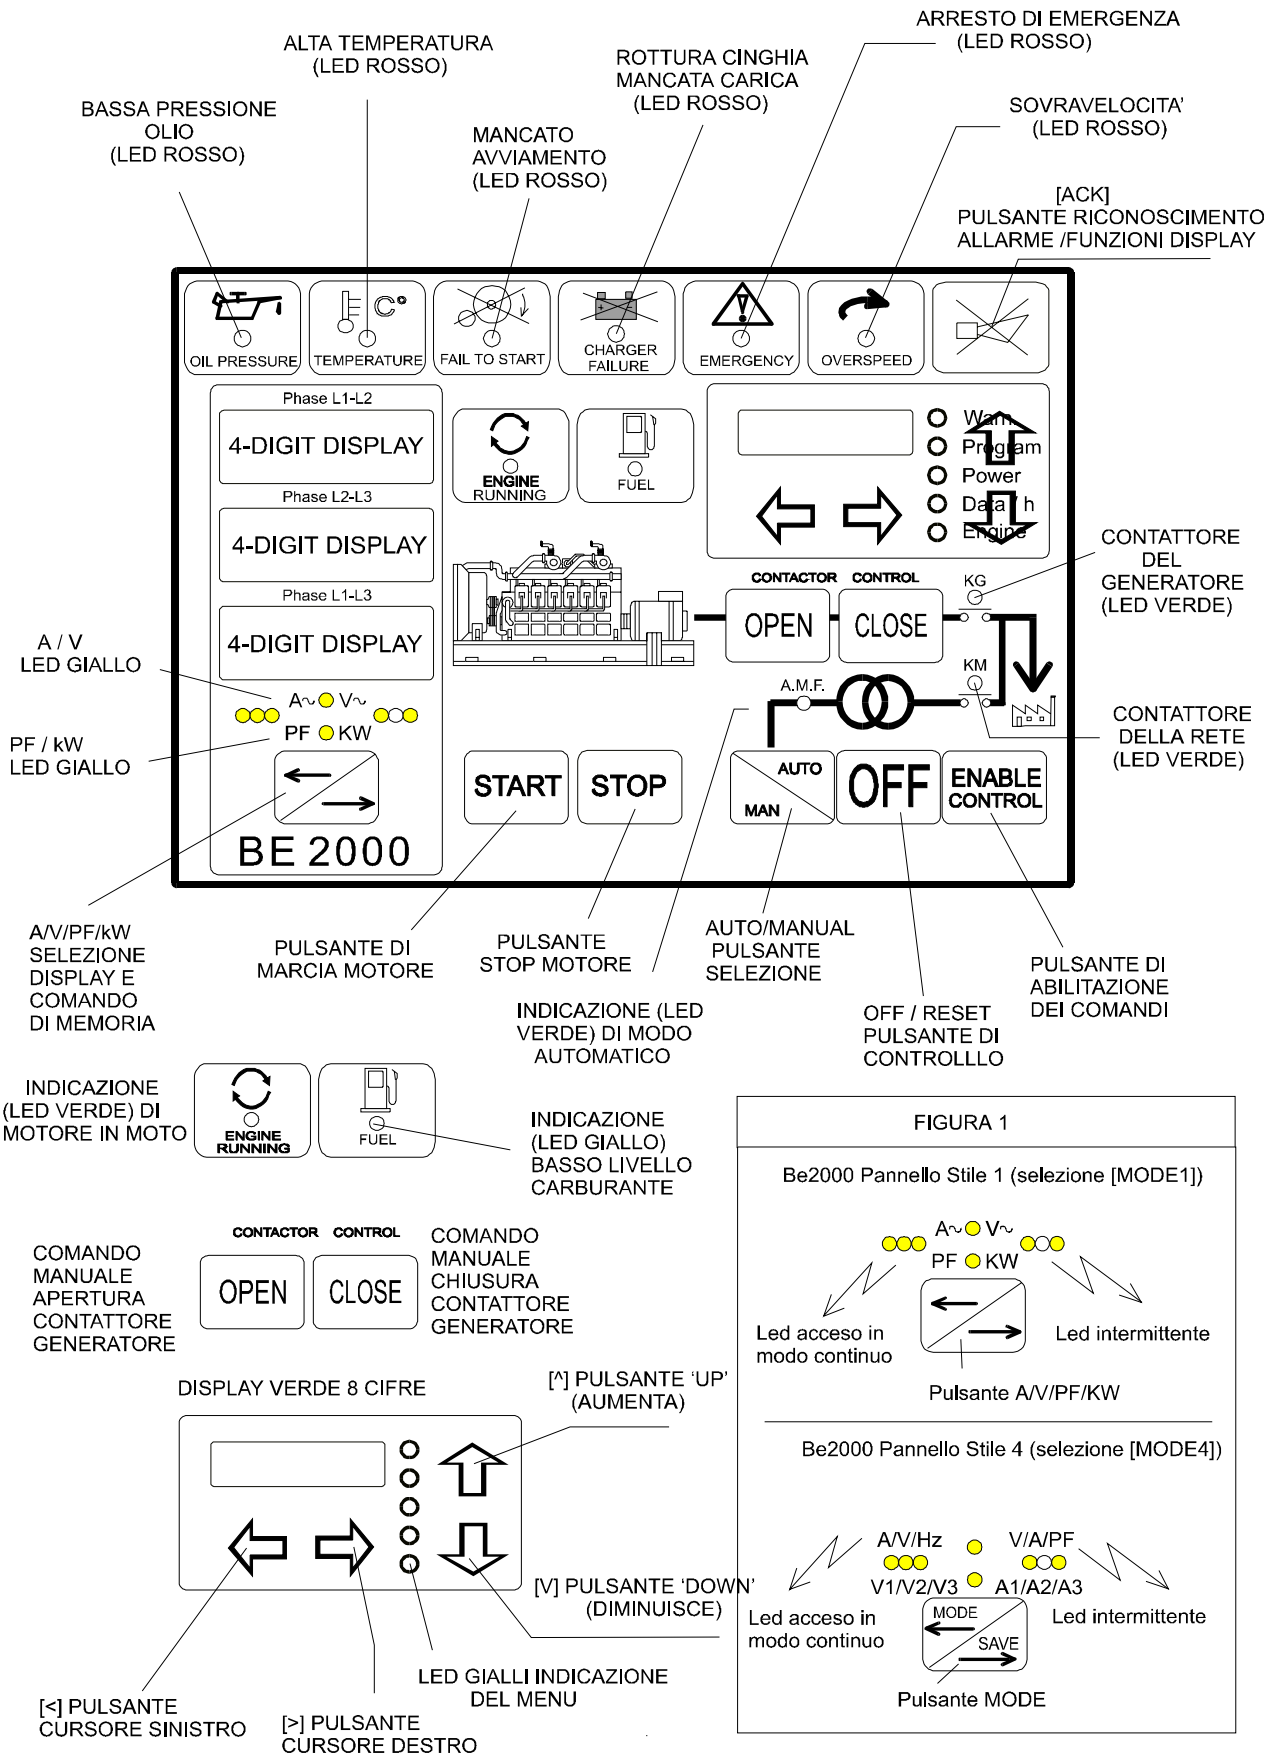 ARRESTO DI EMERGENZA
(LED ROSSO)
ALTA TEMPERATURA
(LED ROSSO)
ROTTURA CINGHIA
MANCATA CARICA
(LED ROSSO)
BASSA PRESSIONE
OLIO
(LED ROSSO)
MANCATO
AVVIAMENTO
(LED ROSSO)
SOVRAVELOCITA'
(LED ROSSO)
[ACK]
PULSANTE RICONOSCIMENTO
ALLARME /FUNZIONI DISPLAY
C°
OIL PRESSURE
TEMPERATURE
FAIL TO START
CHARGER
FAILURE
EMERGENCY
OVERSPEED
Phase L1-L2
4-DIGIT DISPLAY
Phase L2-L3
4-DIGIT DISPLAY
Phase L1-L3
4-DIGIT DISPLAY
ENGINE
RUNNING
FUEL
Warn.
Program
Power
Data / h
Engine
CONTATTORE
DEL
GENERATORE
(LED VERDE)
CONTACTOR CONTROL
KG
OPEN
CLOSE
A / V
LED GIALLO
A~ V~
PF KW
PF / kW
LED GIALLO
A.M.F.
KM
CONTATTORE
DELLA RETE
(LED VERDE)
START
STOP
AUTO
MAN
OFF
ENABLE
CONTROL
BE 2000
A/V/PF/kW
SELEZIONE
DISPLAY E
COMANDO
DI MEMORIA
PULSANTE DI
MARCIA MOTORE
PULSANTE
STOP MOTORE
AUTO/MANUAL
PULSANTE
SELEZIONE
PULSANTE DI
ABILITAZIONE
DEI COMANDI
INDICAZIONE (LED
VERDE) DI MODO
AUTOMATICO
OFF / RESET
PULSANTE DI
CONTROLLLO
INDICAZIONE
(LED VERDE) DI
MOTORE IN MOTO
ENGINE
RUNNING
FUEL
INDICAZIONE
(LED GIALLO)
BASSO LIVELLO
CARBURANTE
COMANDO
MANUALE
APERTURA
CONTATTORE
GENERATORE
CONTACTOR CONTROL
OPEN
CLOSE
COMANDO
MANUALE
CHIUSURA
CONTATTORE
GENERATORE
DISPLAY VERDE 8 CIFRE
[^] PULSANTE 'UP'
(AUMENTA)
[V] PULSANTE 'DOWN'
(DIMINUISCE)
LED GIALLI INDICAZIONE
DEL MENU
[<] PULSANTE
CURSORE SINISTRO
[>] PULSANTE
CURSORE DESTRO
FIGURA 1
Be2000 Pannello Stile 1 (selezione [MODE1])
A~ V~
PF KW
Led acceso in
modo continuo
Led intermittente
Pulsante A/V/PF/KW
Be2000 Pannello Stile 4 (selezione [MODE4])
A/V/Hz V/A/PF
V1/V2/V3 A1/A2/A3
Led acceso in
modo continuo
MODE
SAVE
Led intermittente
Pulsante MODE